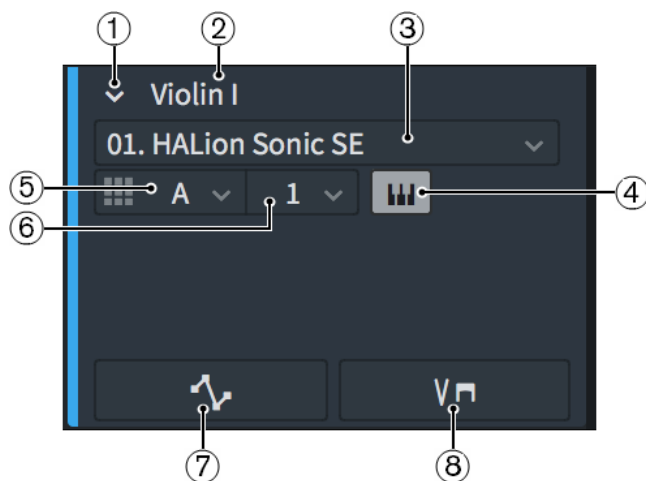 ① ② ③
Violin I
01. HALion Sonic SE
⑤ A 1 ④
⑥
⑦ ⑧